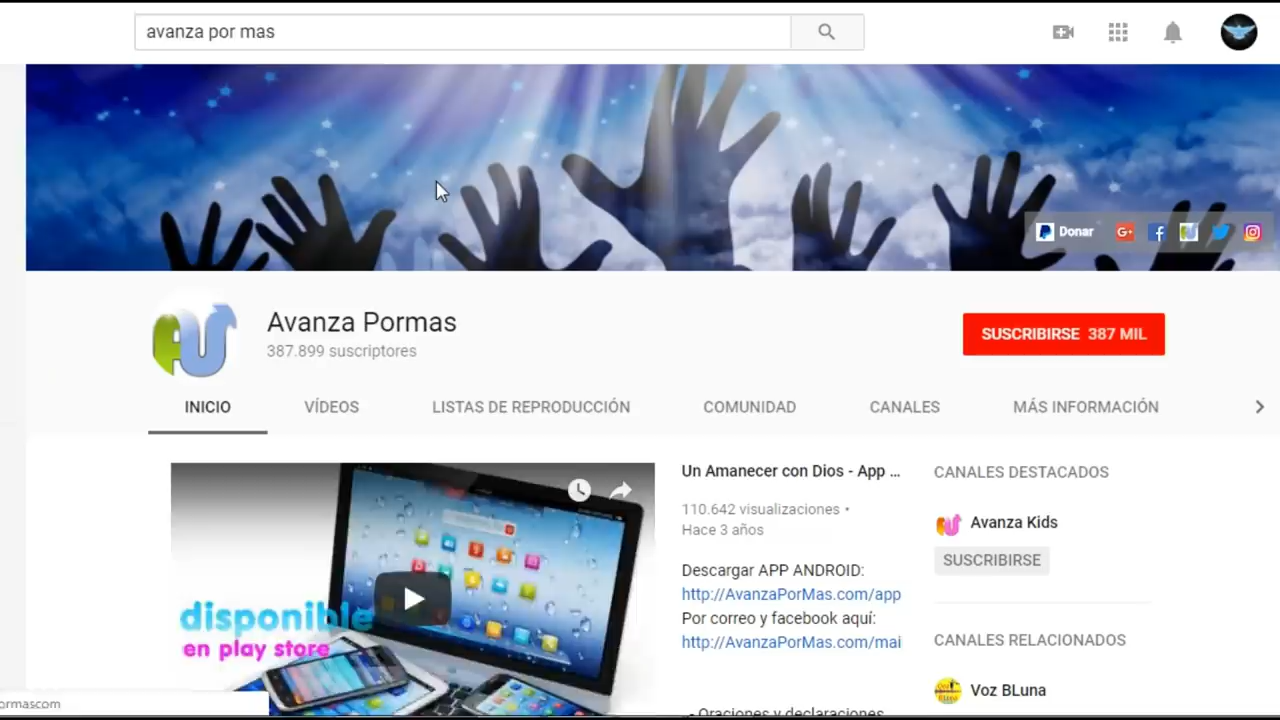 avanza por mas
Donar
Avanza Pormas
387.899 suscriptores
SUSCRIBIRSE 387 MIL
INICIO
VÍDEOS
LISTAS DE REPRODUCCIÓN
COMUNIDAD
CANALES
MÁS INFORMACIÓN
disponible
en play store
Un Amanecer con Dios - App ...
110.642 visualizaciones •
Hace 3 años
Descargar APP ANDROID:
http://AvanzaPorMas.com/app
Por correo y facebook aquí:
http://AvanzaPorMas.com/mai
- Oraciones y declaraciones
CANALES DESTACADOS
Avanza Kids
SUSCRIBIRSE
CANALES RELACIONADOS
Voz BLuna
ormascom